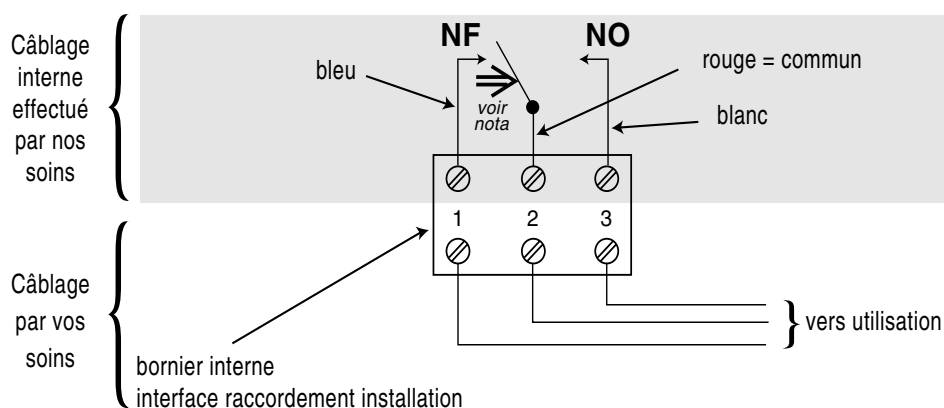 Câblage
interne
effectué
par nos
soins
NF
NO
bleu
voir
nota
rouge = commun
blanc
1 2 3
Câblage
par vos
soins
vers utilisation
bornier interne
interface raccordement installation